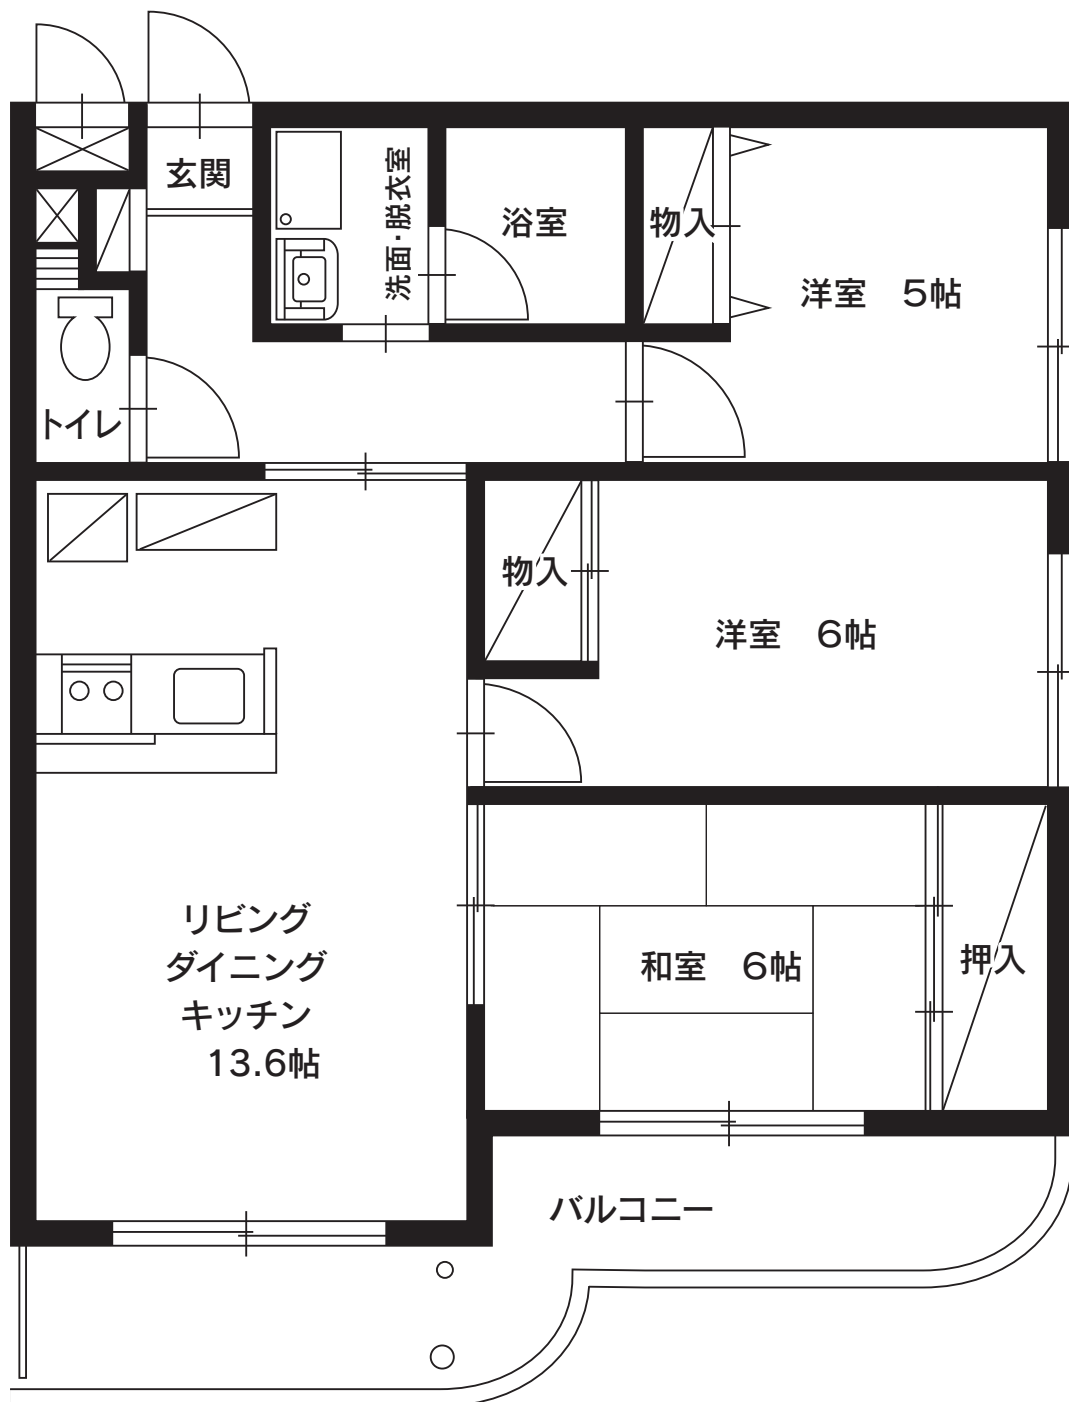 玄関
洗面・脱衣室
浴室
物入
洋室　5帖
トイレ
物入
洋室　6帖
リビング
ダイニング
キッチン
13.6帖
和室　6帖
押入
バルコニー